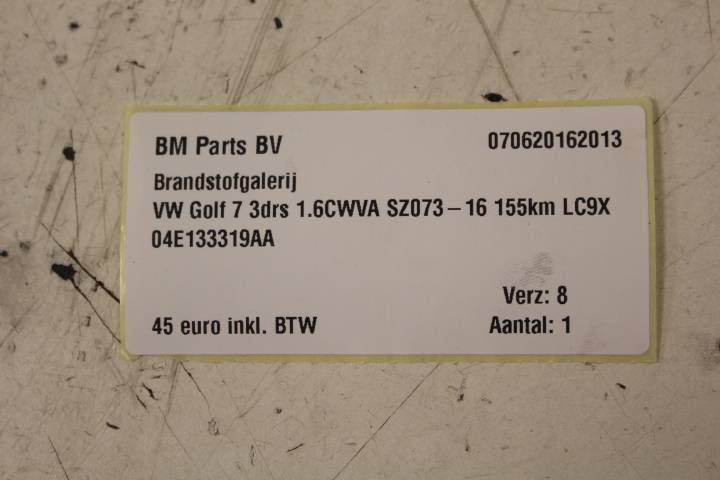 BM Parts BV 070620162013
Brandstofgalerij
VW Golf 7 3drs 1.6CWVA SZ073-16 155km LC9X
04E133319AA
Verz: 8
45 euro inkl. BTW Aantal: 1